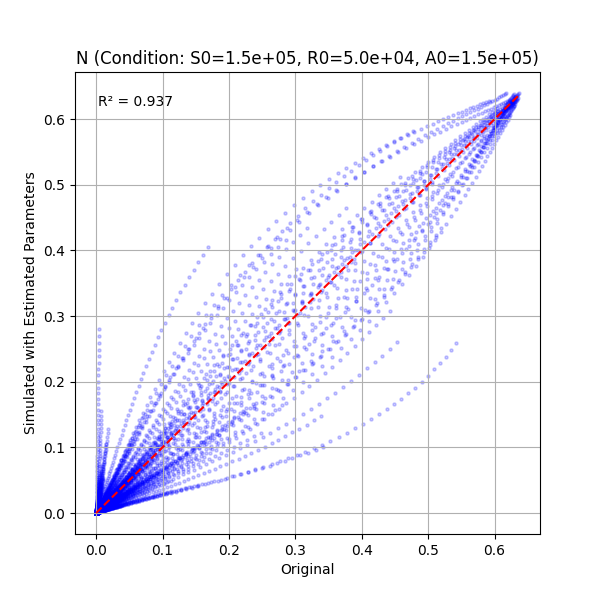 N (Condition: S0=1.5e+05, R0=5.0e+04, A0=1.5e+05)
R² = 0.937
Simulated with Estimated Parameters
0.6
0.5
0.4
0.3
0.2
0.1
0.0
0.0 0.1 0.2 0.3 0.4 0.5 0.6
Original